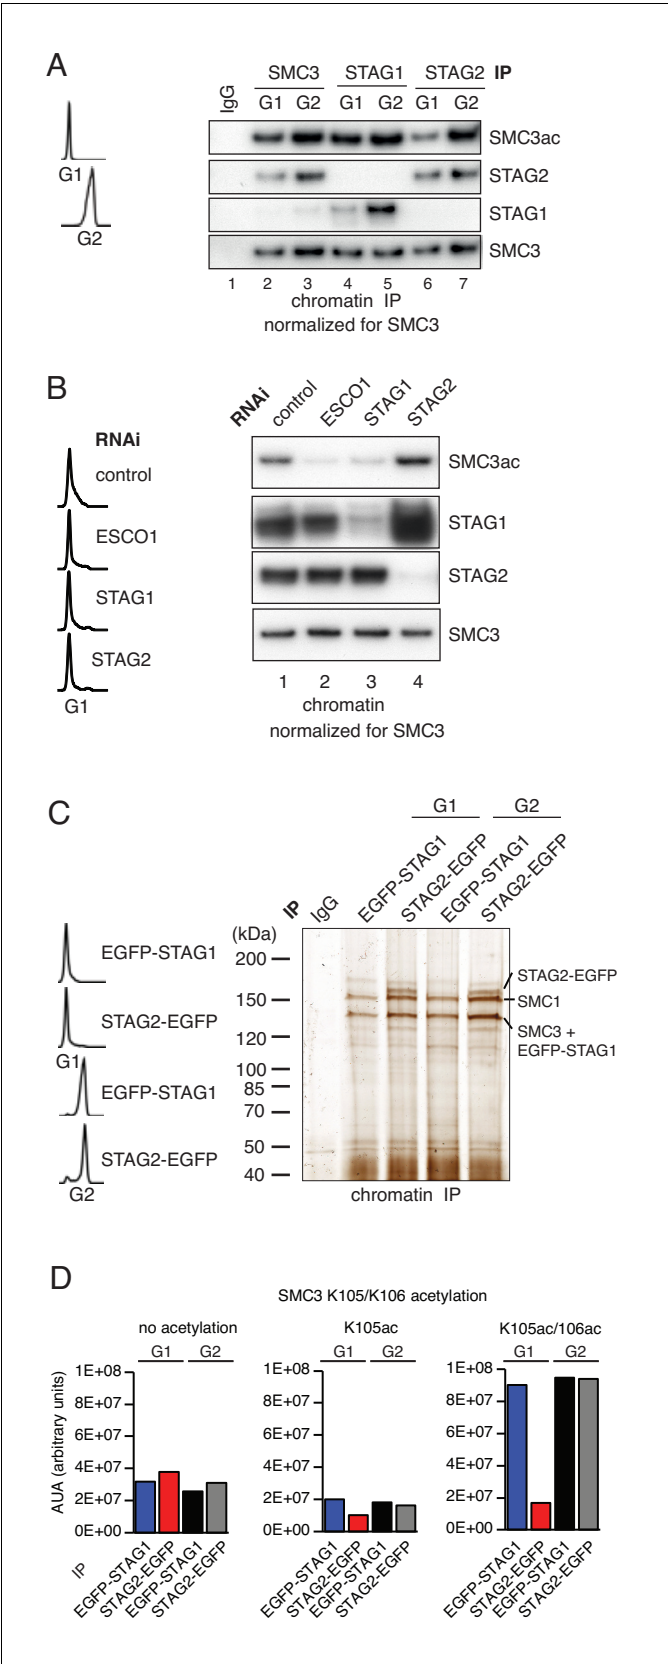 A
SMC3 STAG1 STAG2 IP
IgG G1 G2 G1 G2 G1 G2
G1
G2
SMC3ac
STAG2
STAG1
SMC3
1 2 3 4 5 6 7
chromatin IP
normalized for SMC3
B
RNAi control ESCO1 STAG1 STAG2
RNAi
control
ESCO1
STAG1
STAG2
G1
SMC3ac
STAG1
STAG2
SMC3
1 2 3 4
chromatin
normalized for SMC3
C
G1 G2
IP IgG EGFP-STAG1 STAG2-EGFP EGFP-STAG1 STAG2-EGFP
EGFP-STAG1
STAG2-EGFP
G1
EGFP-STAG1
STAG2-EGFP
G2
(kDa)
200
150
120
100
85
70
50
40
STAG2-EGFP
SMC1
SMC3 +
EGFP-STAG1
chromatin IP
D
SMC3 K105/K106 acetylation
no acetylation
G1 G2
AUA (arbitrary units)
1E+08
8E+07
6E+07
4E+07
2E+07
0E+00
IP EGFP-STAG1 STAG2-EGFP EGFP-STAG1 STAG2-EGFP
K105ac
G1 G2
1E+08
8E+07
6E+07
4E+07
2E+07
0E+00
EGFP-STAG1 STAG2-EGFP EGFP-STAG1 STAG2-EGFP
K105ac/106ac
G1 G2
1E+08
8E+07
6E+07
4E+07
2E+07
0E+00
EGFP-STAG1 STAG2-EGFP EGFP-STAG1 STAG2-EGFP